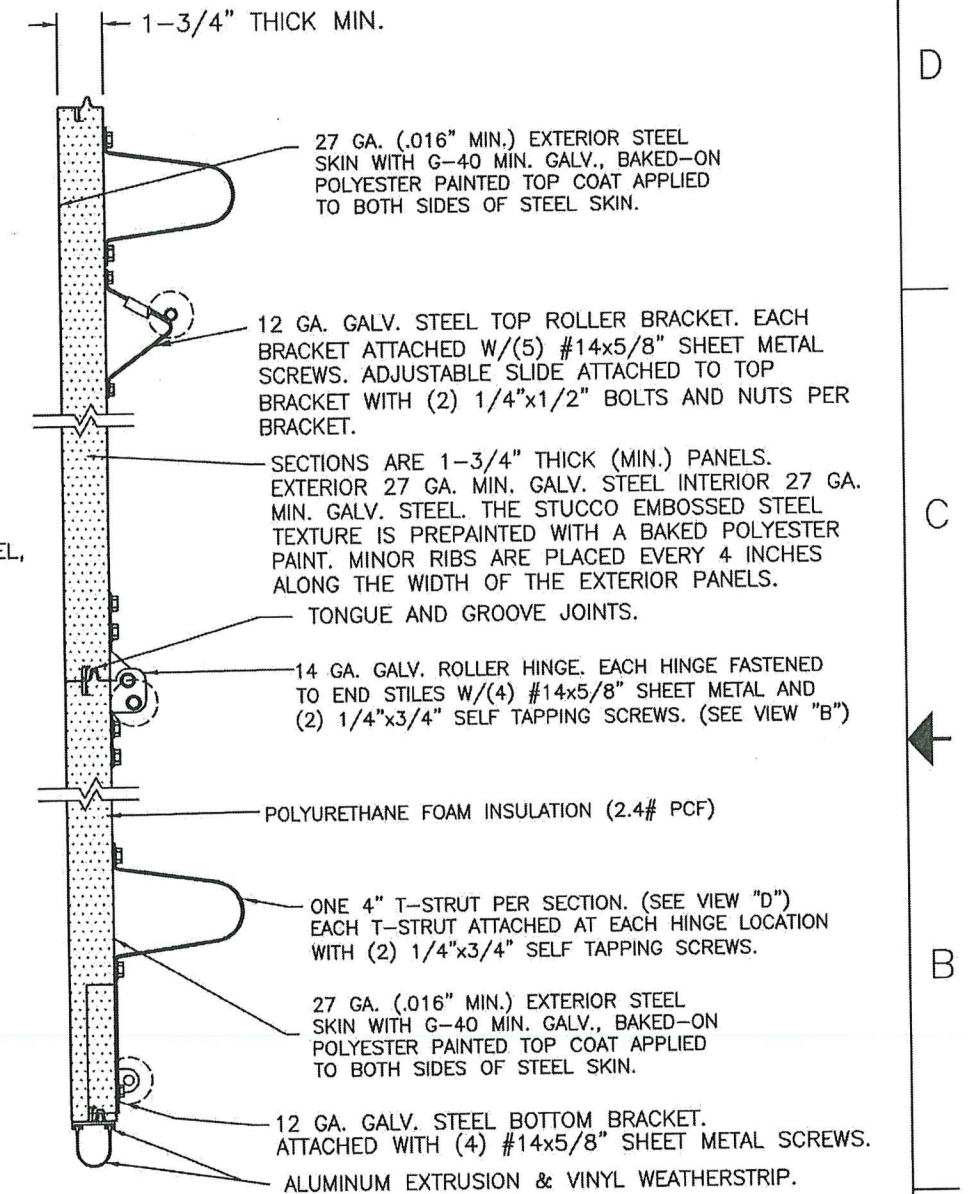 1-3/4" THICK MIN.
D
27 GA. (.016" MIN.) EXTERIOR STEEL
SKIN WITH G-40 MIN. GALV., BAKED-ON
POLYESTER PAINTED TOP COAT APPLIED
TO BOTH SIDES OF STEEL SKIN.
12 GA. GALV. STEEL TOP ROLLER BRACKET. EACH
BRACKET ATTACHED W/(5) #14x5/8" SHEET METAL
SCREWS. ADJUSTABLE SLIDE ATTACHED TO TOP
BRACKET WITH (2) 1/4"x1/2" BOLTS AND NUTS PER
BRACKET.
SECTIONS ARE 1-3/4" THICK (MIN.) PANELS.
EXTERIOR 27 GA. MIN. GALV. STEEL INTERIOR 27 GA.
MIN. GALV. STEEL. THE STUCCO EMBOSSED STEEL
TEXTURE IS PREPAINTED WITH A BAKED POLYESTER
PAINT. MINOR RIBS ARE PLACED EVERY 4 INCHES
ALONG THE WIDTH OF THE EXTERIOR PANELS.
C
EL,
TONGUE AND GROOVE JOINTS.
14 GA. GALV. ROLLER HINGE. EACH HINGE FASTENED
TO END STILES W/(4) #14x5/8" SHEET METAL AND
(2) 1/4"x3/4" SELF TAPPING SCREWS. (SEE VIEW "B")
POLYURETHANE FOAM INSULATION (2.4# PCF)
ONE 4" T-STRUT PER SECTION. (SEE VIEW "D")
EACH T-STRUT ATTACHED AT EACH HINGE LOCATION
WITH (2) 1/4"x3/4" SELF TAPPING SCREWS.
B
27 GA. (.016" MIN.) EXTERIOR STEEL
SKIN WITH G-40 MIN. GALV., BAKED-ON
POLYESTER PAINTED TOP COAT APPLIED
TO BOTH SIDES OF STEEL SKIN.
12 GA. GALV. STEEL BOTTOM BRACKET.
ATTACHED WITH (4) #14x5/8" SHEET METAL SCREWS.
ALUMINUM EXTRUSION & VINYL WEATHERSTRIP.